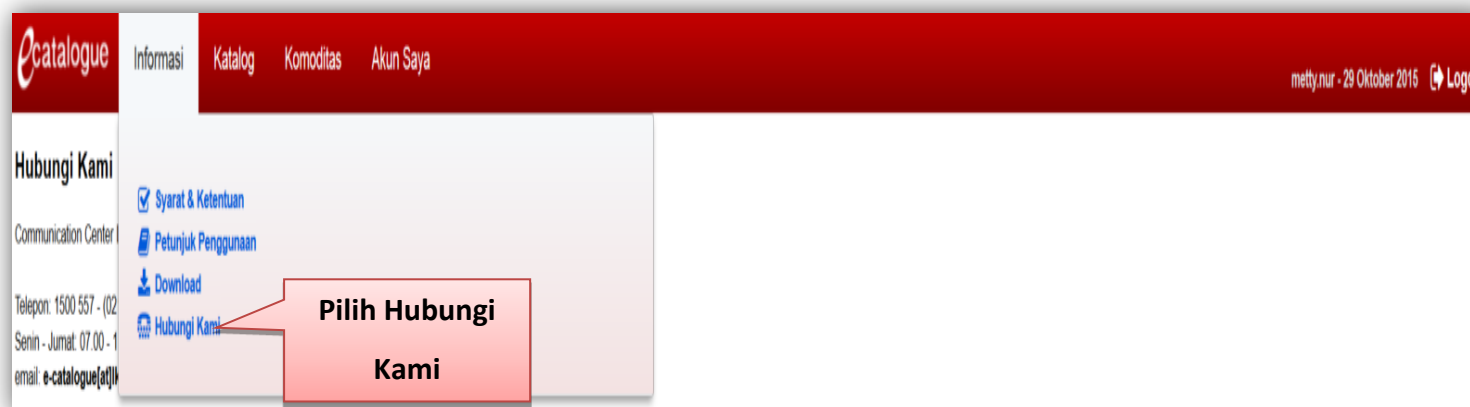 ecatalogue Informasi Katalog Komoditas Akun Saya
metty.nur - 29 Oktober 2015
Hubungi Kami
Syarat & Ketentuan
Communication Center
Petunjuk Penggunaan
Download
Telepon: 1500 557 - (02
Hubungi Kami
Senin - Jumat: 07.00 - 1
email: e-catalogue[at]lk
Pilih Hubungi
Kami